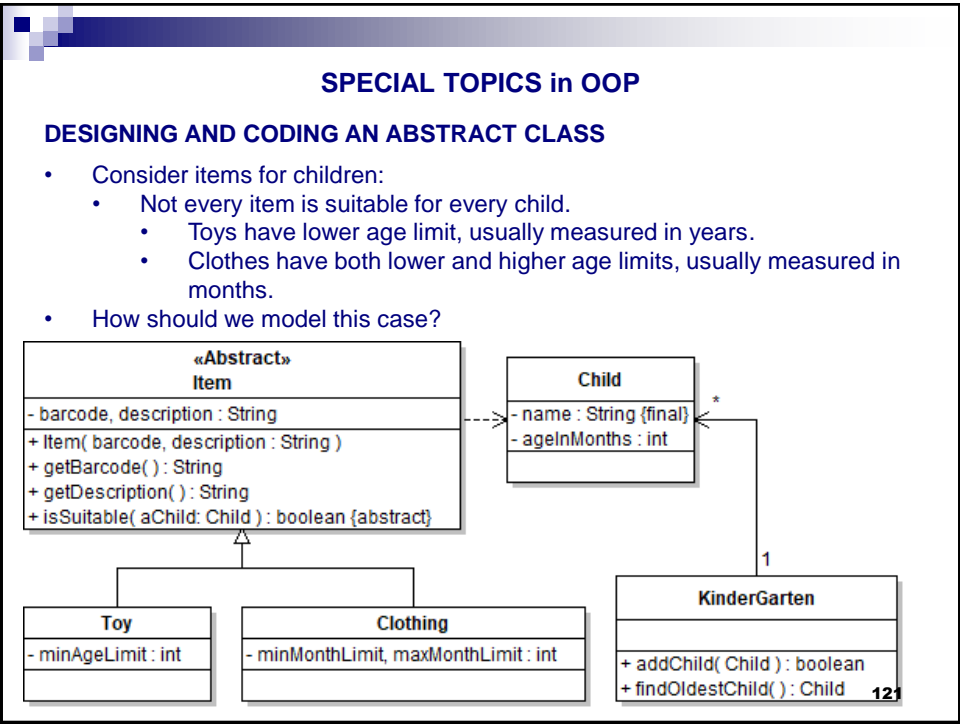 SPECIAL TOPICS in OOP
DESIGNING AND CODING AN ABSTRACT CLASS
• Consider items for children:
• Not every item is suitable for every child.
• Toys have lower age limit, usually measured in years.
• Clothes have both lower and higher age limits, usually measured in
months.
• How should we model this case?
«Abstract»
Item
- barcode, description : String
+ Item( barcode, description : String )
+ getBarcode( ) : String
+ getDescription( ) : String
+ isSuitable( aChild: Child ) : boolean {abstract}
Child
- name : String {final}
- ageInMonths : int
*
1
Toy
- minAgeLimit : int
Clothing
- minMonthLimit, maxMonthLimit : int
KinderGarten
+ addChild( Child ) : boolean
+ findOldestChild( ) : Child
121